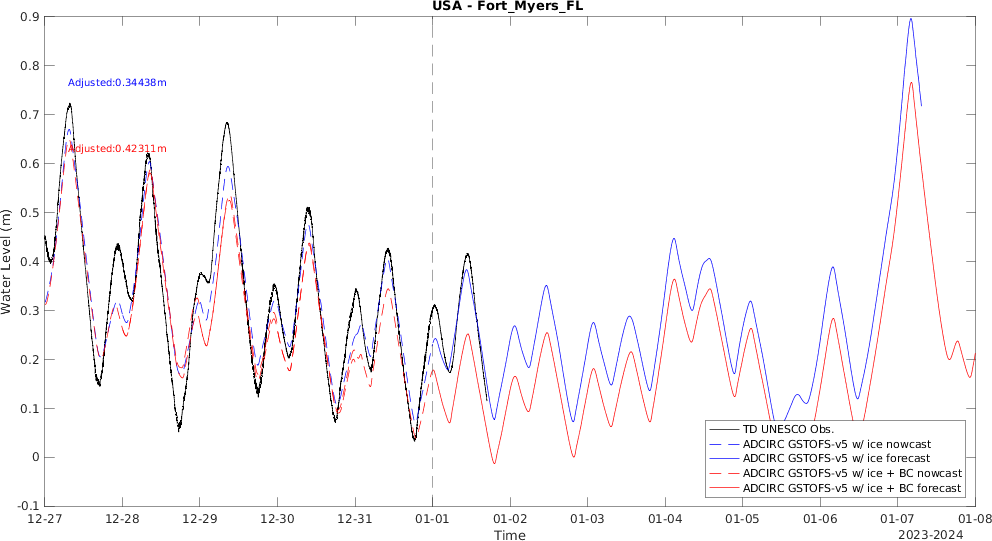 USA - Fort_Myers_FL
0.9
0.8
0.7
0.6
0.5
0.4
0.3
0.2
0.1
0
-0.1
Water Level (m)
Adjusted:0.34438m
Adjusted:0.42311m
TD UNESCO Obs.
ADCIRC GSTOFS-v5 w/ ice nowcast
ADCIRC GSTOFS-v5 w/ ice forecast
ADCIRC GSTOFS-v5 w/ ice + BC nowcast
ADCIRC GSTOFS-v5 w/ ice + BC forecast
12-27 12-28 12-29 12-30 12-31 01-01 01-02 01-03 01-04 01-05 01-06 01-07 01-08
Time
2023-2024